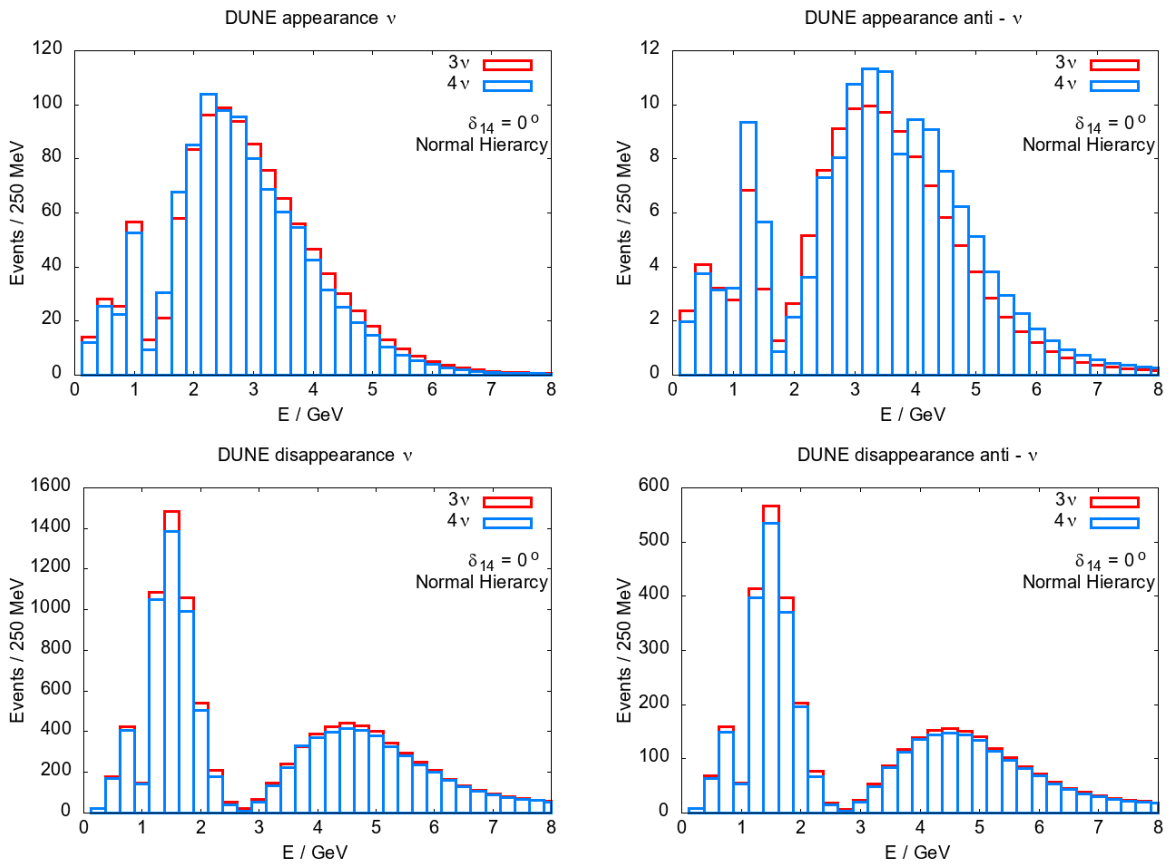 DUNE appearance ν
120
100
80
60
40
20
0
Events / 250 MeV
3ν
4ν
δ14 = 0°
Normal Hierarcy
0 1 2 3 4 5 6 7 8
E / GeV
DUNE appearance anti - ν
12
10
8
6
4
2
0
Events / 250 MeV
3ν
4ν
δ14 = 0°
Normal Hierarcy
0 1 2 3 4 5 6 7 8
E / GeV
DUNE disappearance ν
1600
1400
1200
1000
800
600
400
200
0
Events / 250 MeV
3ν
4ν
δ14 = 0°
Normal Hierarcy
0 1 2 3 4 5 6 7 8
E / GeV
DUNE disappearance anti - ν
600
500
400
300
200
100
0
Events / 250 MeV
3ν
4ν
δ14 = 0°
Normal Hierarcy
0 1 2 3 4 5 6 7 8
E / GeV